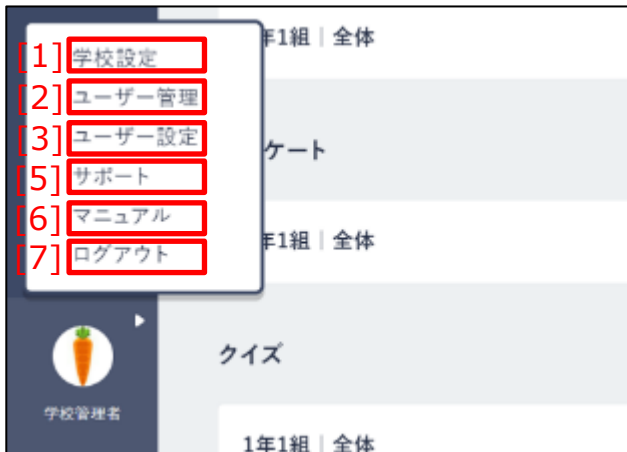 [1] 学校設定
[2] ユーザー管理
[3] ユーザー設定
[5] サポート
[6] マニュアル
[7] ログアウト
学校管理者
年1組｜全体
ケート
年1組｜全体
クイズ
1年1組｜全体